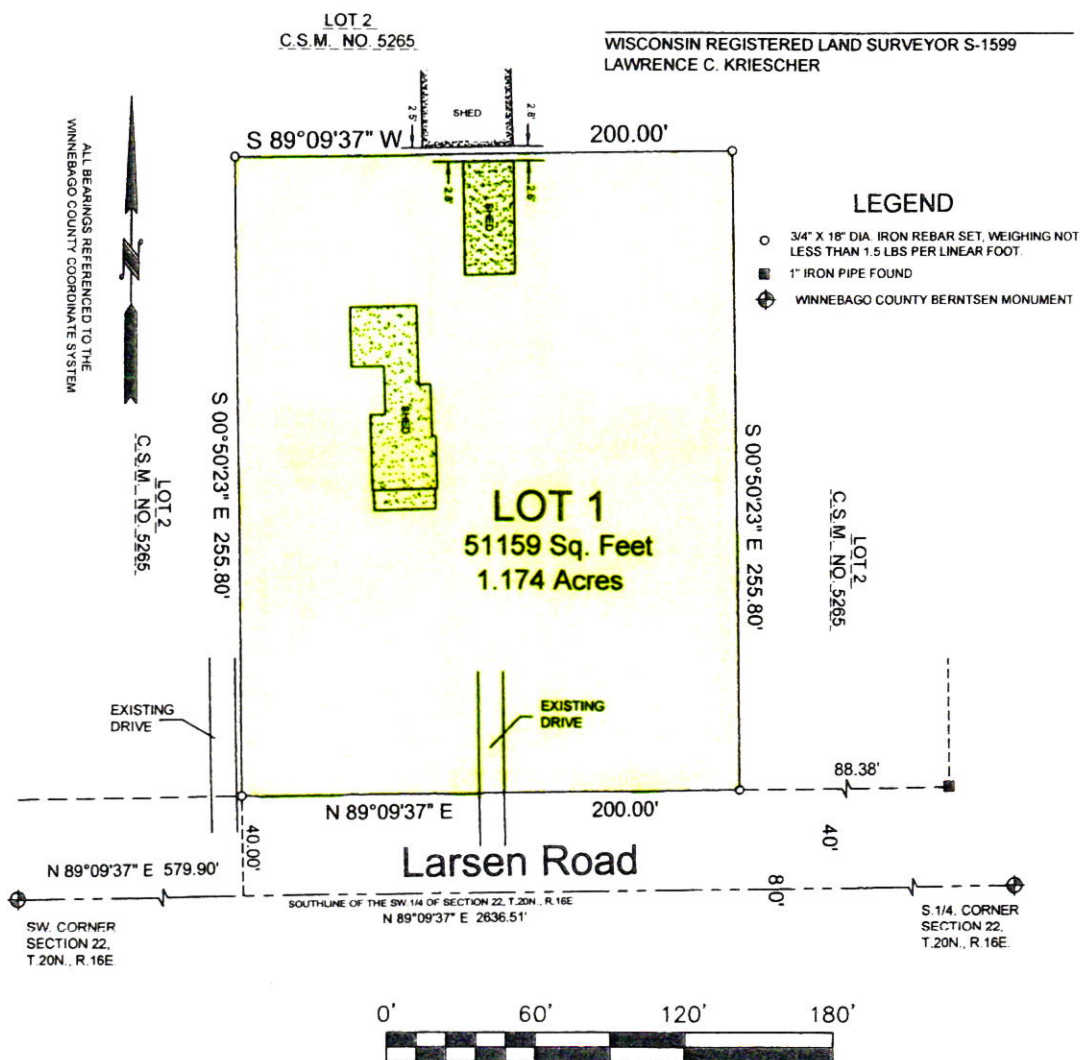 LOT 2
C.S.M. NO. 5265
WISCONSIN REGISTERED LAND SURVEYOR S-1599
LAWRENCE C. KRIESCHER
ALL BEARINGS REFERENCED TO THE
WINNEBAGO COUNTY COORDINATE SYSTEM
SHED
2.5'
2.8'
S 89°09'37" W
200.00'
2.6'
2.6'
SHED
LEGEND
3/4" X 18" DIA. IRON REBAR SET, WEIGHING NOT
LESS THAN 1.5 LBS PER LINEAR FOOT.
1" IRON PIPE FOUND
WINNEBAGO COUNTY BERNTSEN MONUMENT
SHED
S 00°50'23" E 255.80'
LOT 2
C.S.M. NO. 5265
LOT 1
51159 Sq. Feet
1.174 Acres
S 00°50'23" E 255.80'
LOT 2
C.S.M. NO. 5265
EXISTING
DRIVE
EXISTING
DRIVE
88.38'
N 89°09'37" E
200.00'
40.00'
40'
Larsen Road
80'
N 89°09'37" E 579.90'
SOUTHLINE OF THE SW.1/4 OF SECTION 22, T.20N., R.16E
N 89°09'37" E 2636.51'
SW. CORNER
SECTION 22,
T.20N., R.16E.
S.1/4. CORNER
SECTION 22,
T.20N., R.16E.
0'
60'
120'
180'